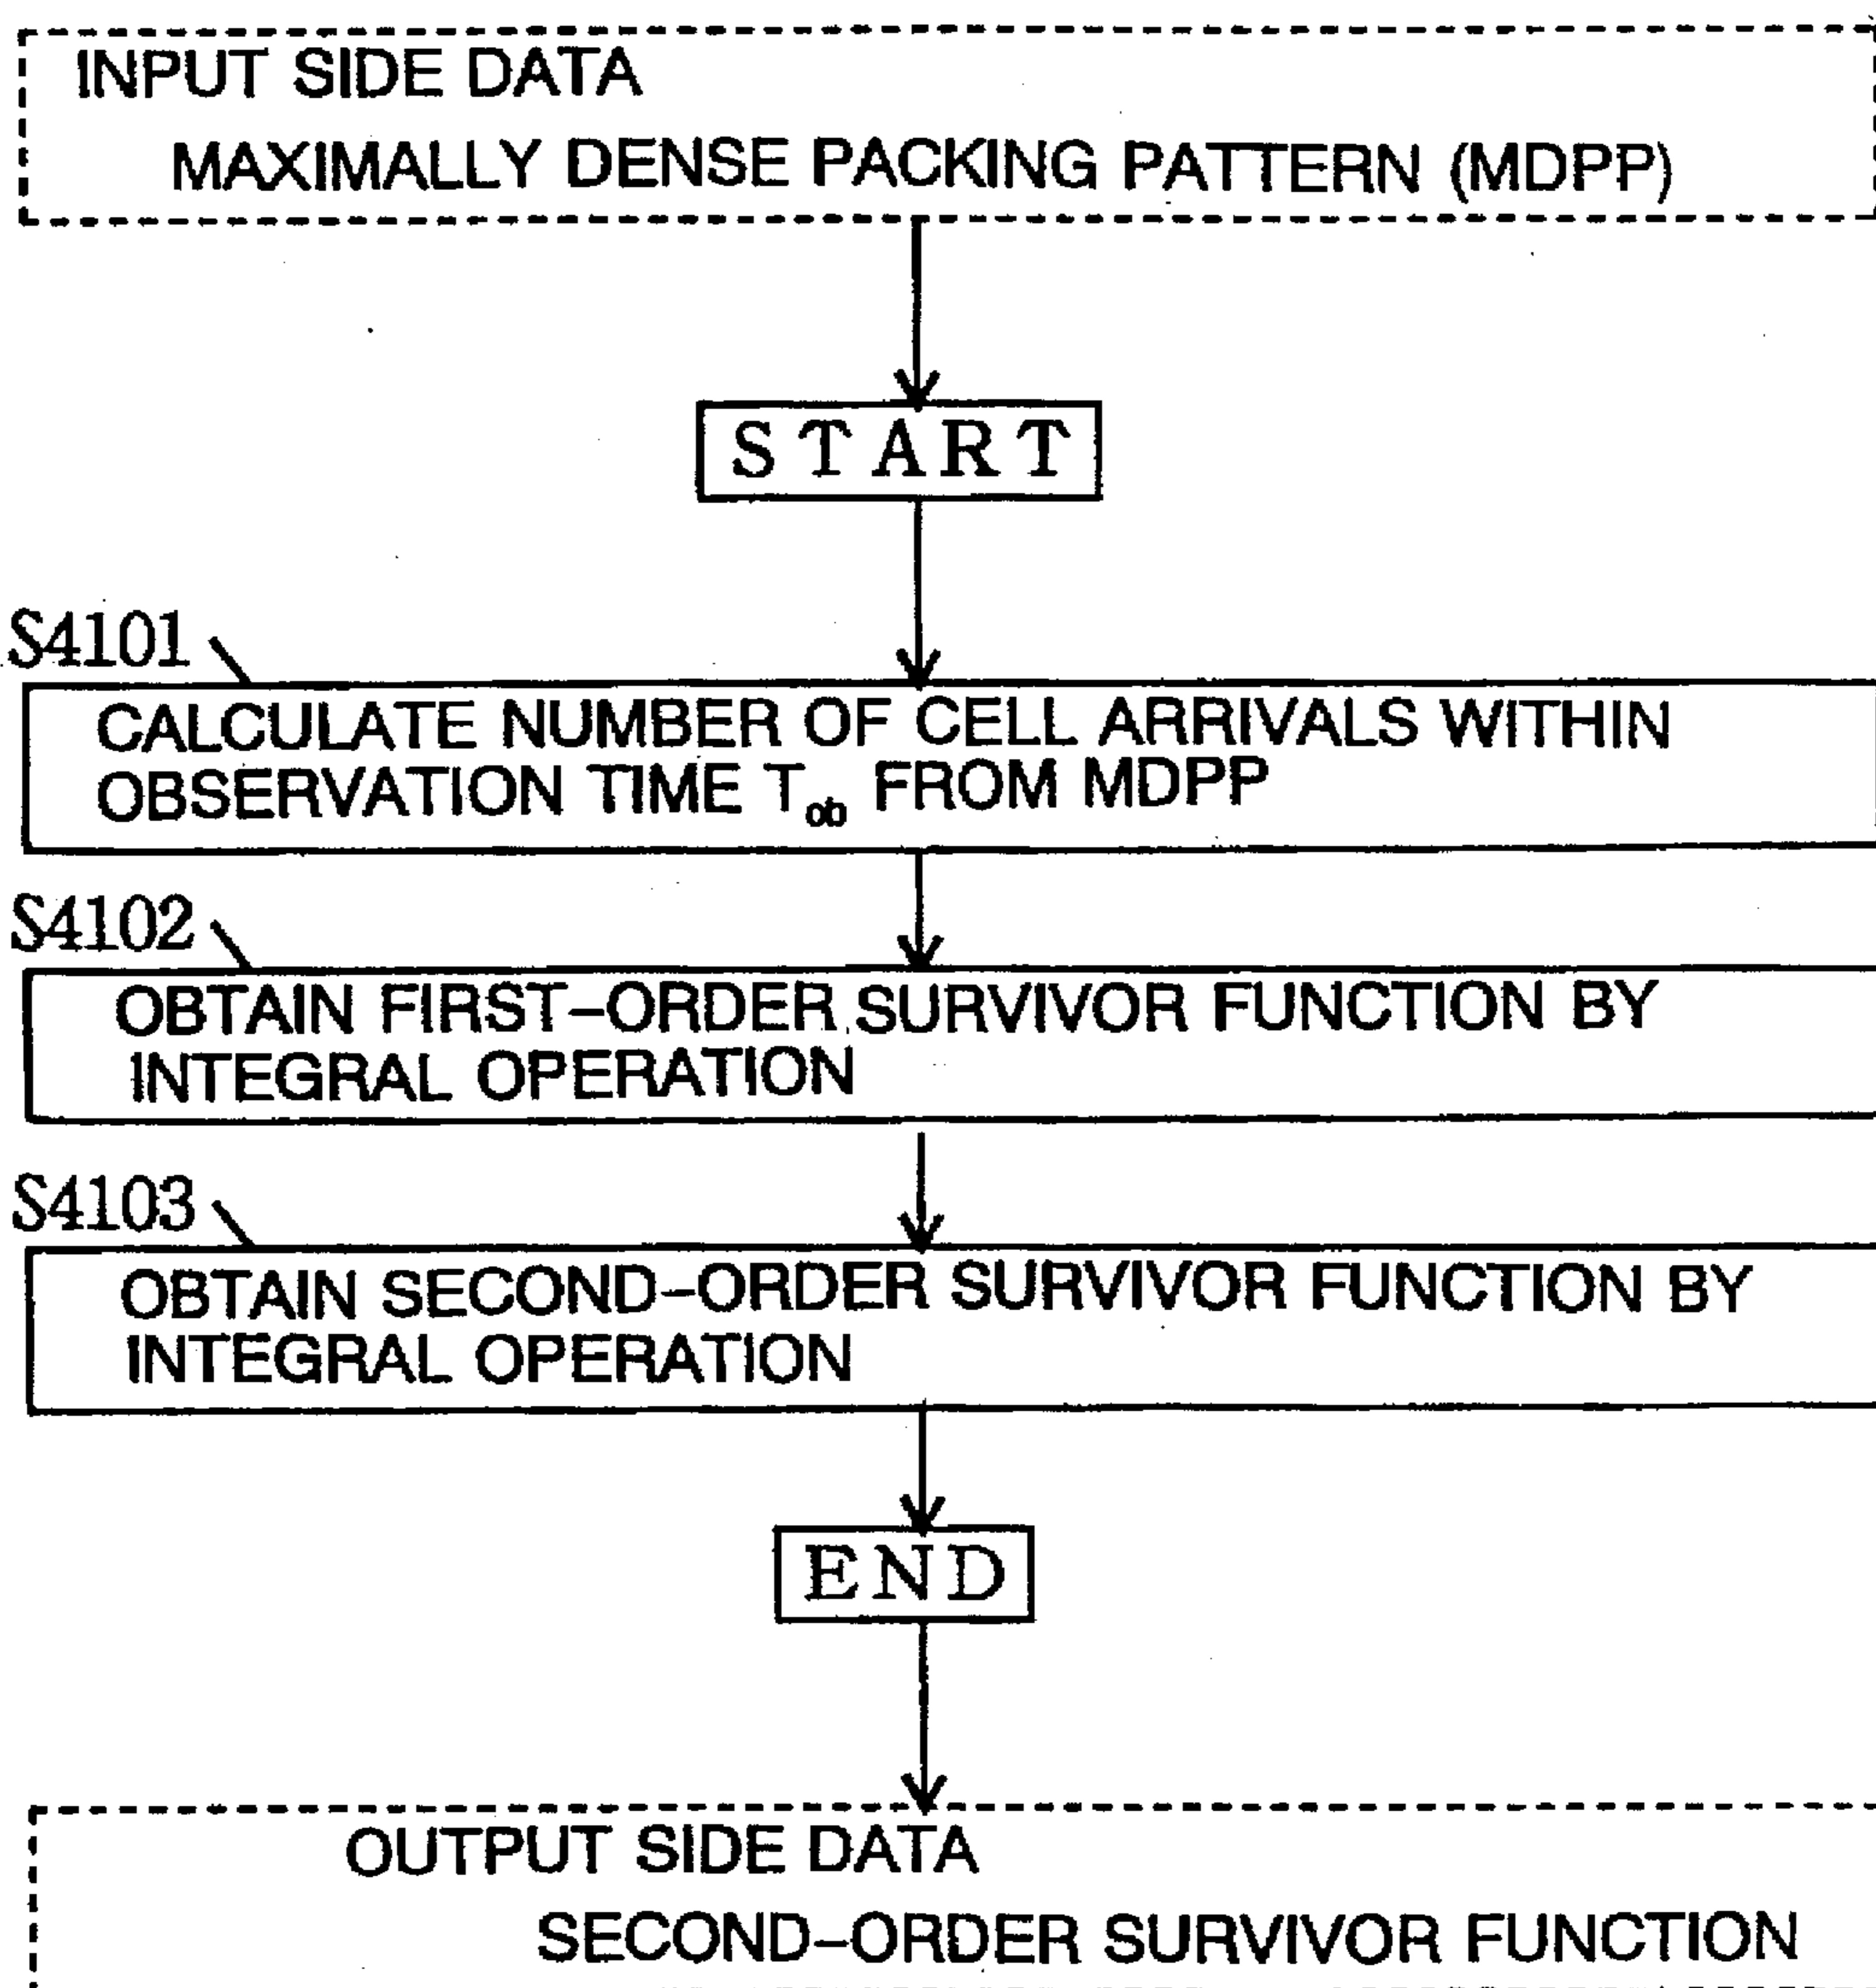 INPUT SIDE DATA
MAXIMALLY DENSE PACKING PATTERN (MDPP)
START
S4101
CALCULATE NUMBER OF CELL ARRIVALS WITHIN
OBSERVATION TIME T∞ FROM MDPP
S4102
OBTAIN FIRST-ORDER SURVIVOR FUNCTION BY
INTEGRAL OPERATION
S4103
OBTAIN SECOND-ORDER SURVIVOR FUNCTION BY
INTEGRAL OPERATION
END
OUTPUT SIDE DATA
SECOND-ORDER SURVIVOR FUNCTION